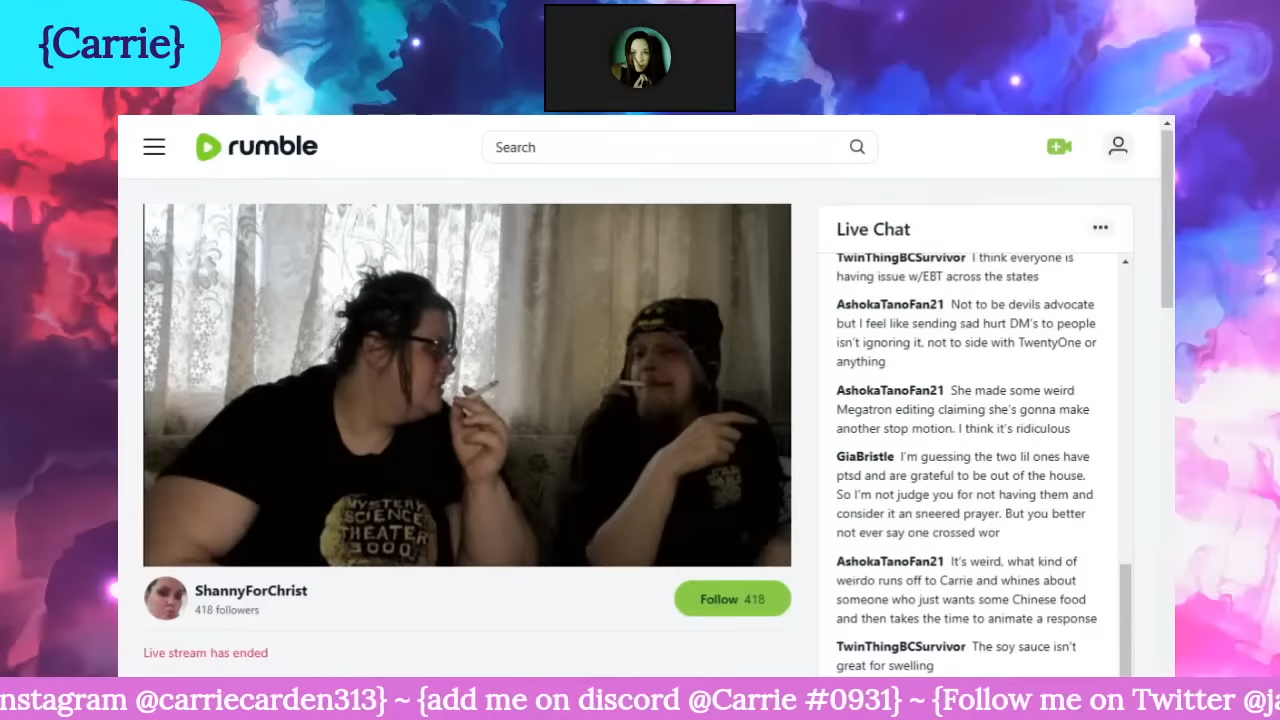 {Carrie}
rumble
Search
Live Chat
TwinThingBCSurvivor I think everyone is
having issue w/EBT across the states
AshokaTanoFan21 Not to be devils advocate
but I feel like sending sad hurt DM's to people
isn't ignoring it, not to side with TwentyOne or
anything
AshokaTanoFan21 She made some weird
Megatron editing claiming she's gonna make
another stop motion. I think it's ridiculous
GiaBristle I'm guessing the two lil ones have
ptsd and are grateful to be out of the house.
So I'm not judge you for not having them and
consider it an sneered prayer. But you better
not ever say one crossed wor
AshokaTanoFan21 It's weird, what kind of
weirdo runs off to Carrie and whines about
someone who just wants some Chinese food
and then takes the time to animate a response
TwinThingBCSurvivor The soy sauce isn't
great for swelling
MYSTERY
SCIENCE
THEATER
3000
ShannyForChrist
418 followers
Follow 418
Live stream has ended
nstagram @carriecarden313} ~ {add me on discord @Carrie #0931} ~ {Follow me on Twitter @ja